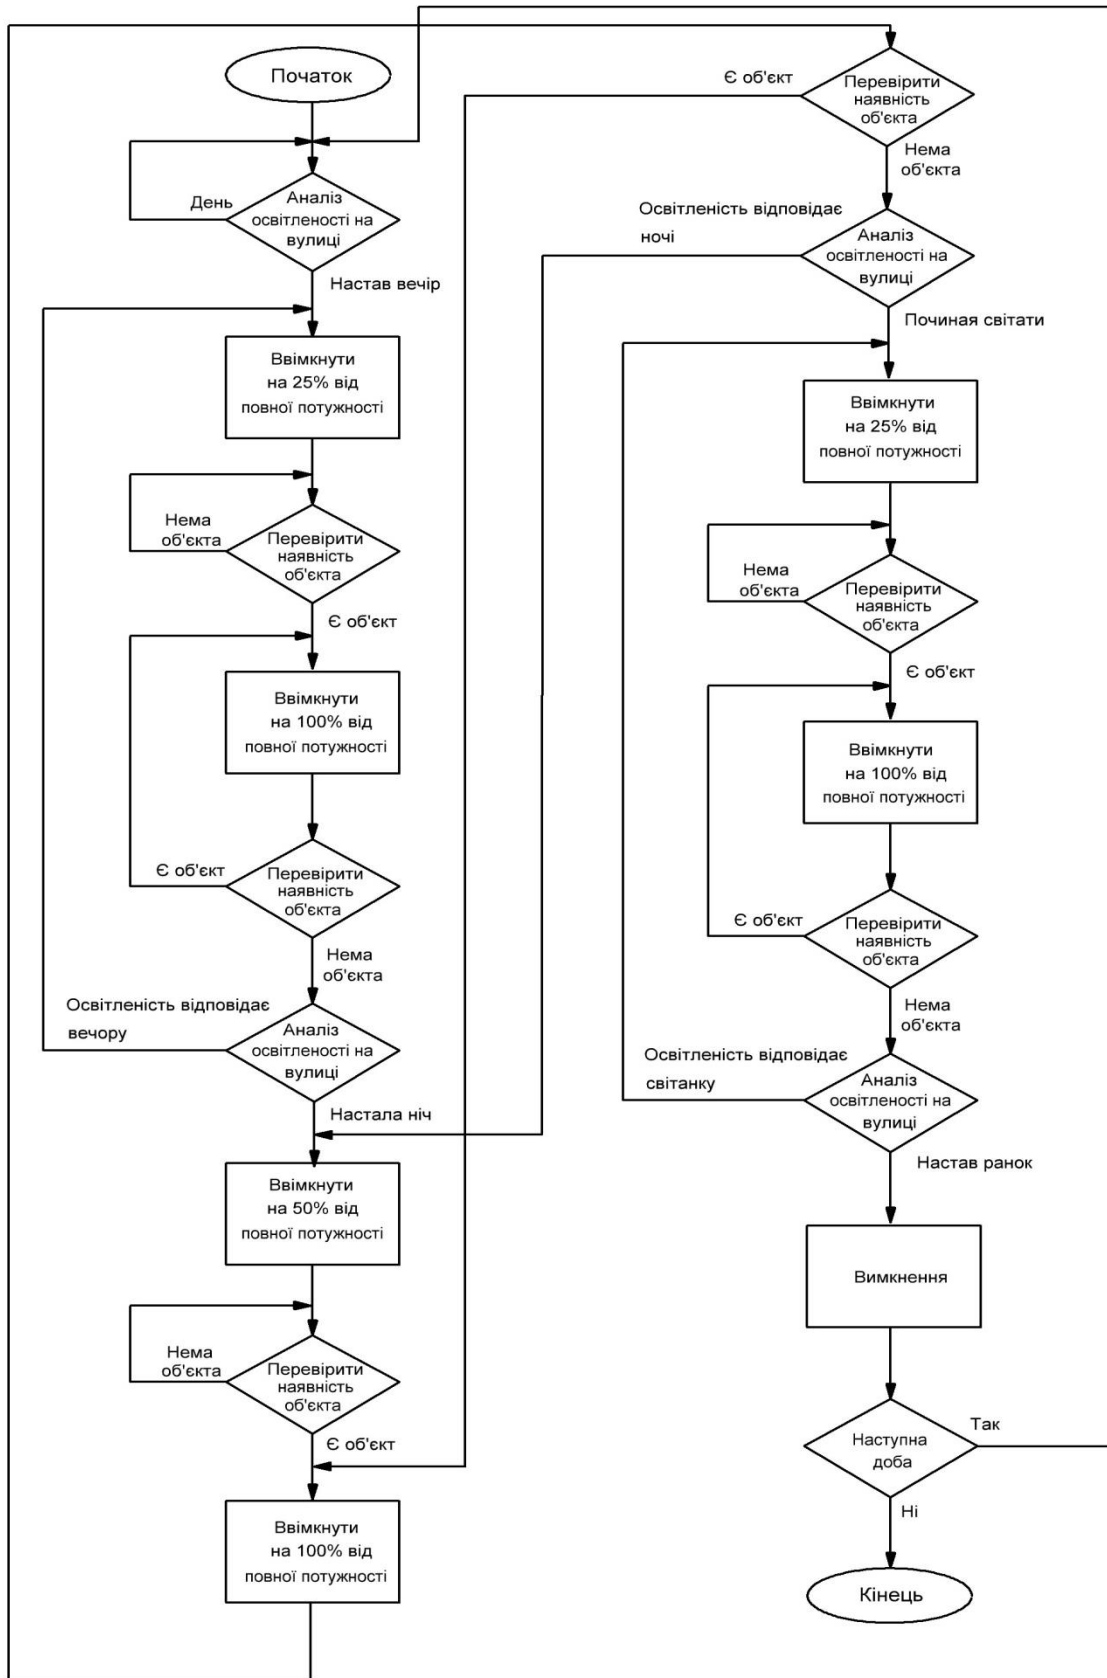 Початок
День
Аналіз
освітленості на
вулиці
Настав вечір
Ввімкнути
на 25% від
повної потужності
Нема
об'єкта
Перевірити
наявність
об'єкта
Є об'єкт
Ввімкнути
на 100% від
повної потужності
Є об'єкт
Перевірити
наявність
об'єкта
Нема
об'єкта
Освітленість відповідає
вечору
Аналіз
освітленості на
вулиці
Настала ніч
Ввімкнути
на 50% від
повної потужності
Нема
об'єкта
Перевірити
наявність
об'єкта
Є об'єкт
Ввімкнути
на 100% від
повної потужності
Є об'єкт
Перевірити
наявність
об'єкта
Нема
об'єкта
Освітленість відповідає
ночі
Аналіз
освітленості на
вулиці
Починая світати
Ввімкнути
на 25% від
повної потужності
Нема
об'єкта
Перевірити
наявність
об'єкта
Є об'єкт
Ввімкнути
на 100% від
повної потужності
Є об'єкт
Перевірити
наявність
об'єкта
Нема
об'єкта
Освітленість відповідає
світанку
Аналіз
освітленості на
вулиці
Настав ранок
Вимкнення
Наступна
доба
Так
Ні
Кінець